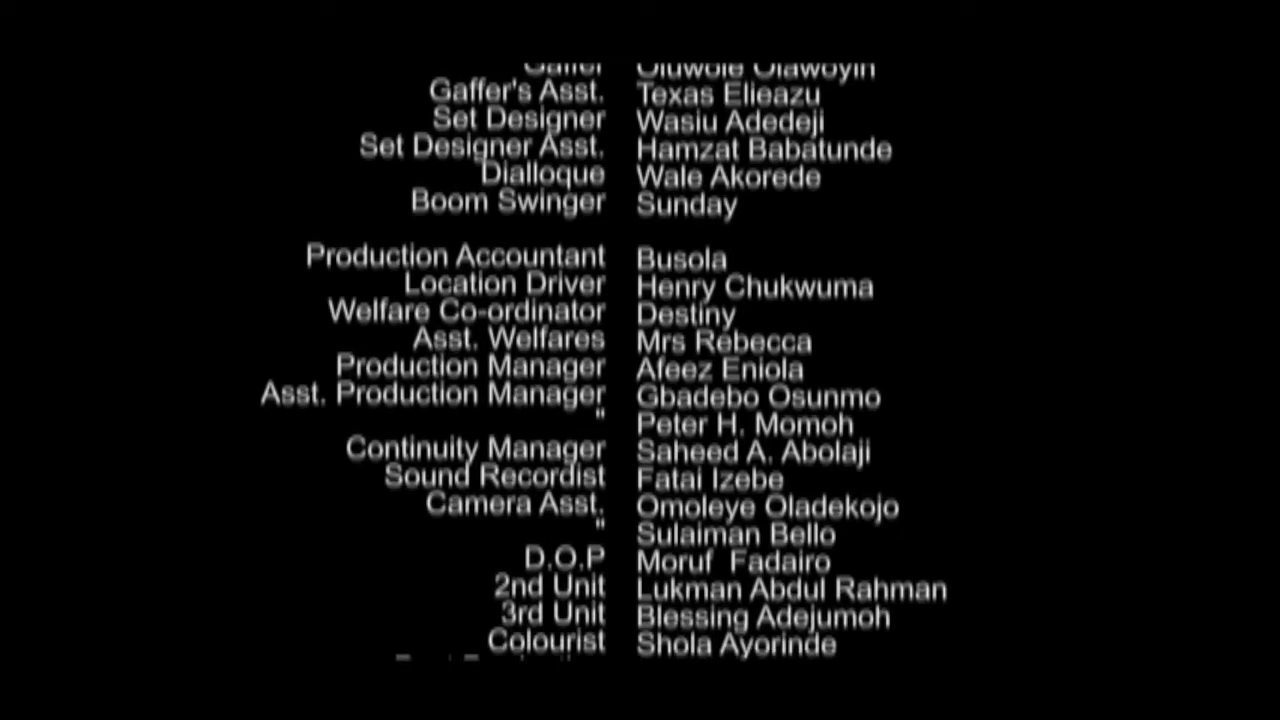 Gaffer Oluwole Olawoyin
Gaffer's Asst. Texas Elieazu
Set Designer Wasiu Adedeji
Set Designer Asst. Hamzat Babatunde
Dialloque Wale Akorede
Boom Swinger Sunday
Production Accountant Busola
Location Driver Henry Chukwuma
Welfare Co-ordinator Destiny
Asst. Welfares Mrs Rebecca
Production Manager Afeez Eniola
Asst. Production Manager Gbadebo Osunmo
" Peter H. Momoh
Continuity Manager Saheed A. Abolaji
Sound Recordist Fatai Izebe
Camera Asst. Omoleye Oladekojo
" Sulaiman Bello
D.O.P Moruf Fadairo
2nd Unit Lukman Abdul Rahman
3rd Unit Blessing Adejumoh
Colourist Shola Ayorinde